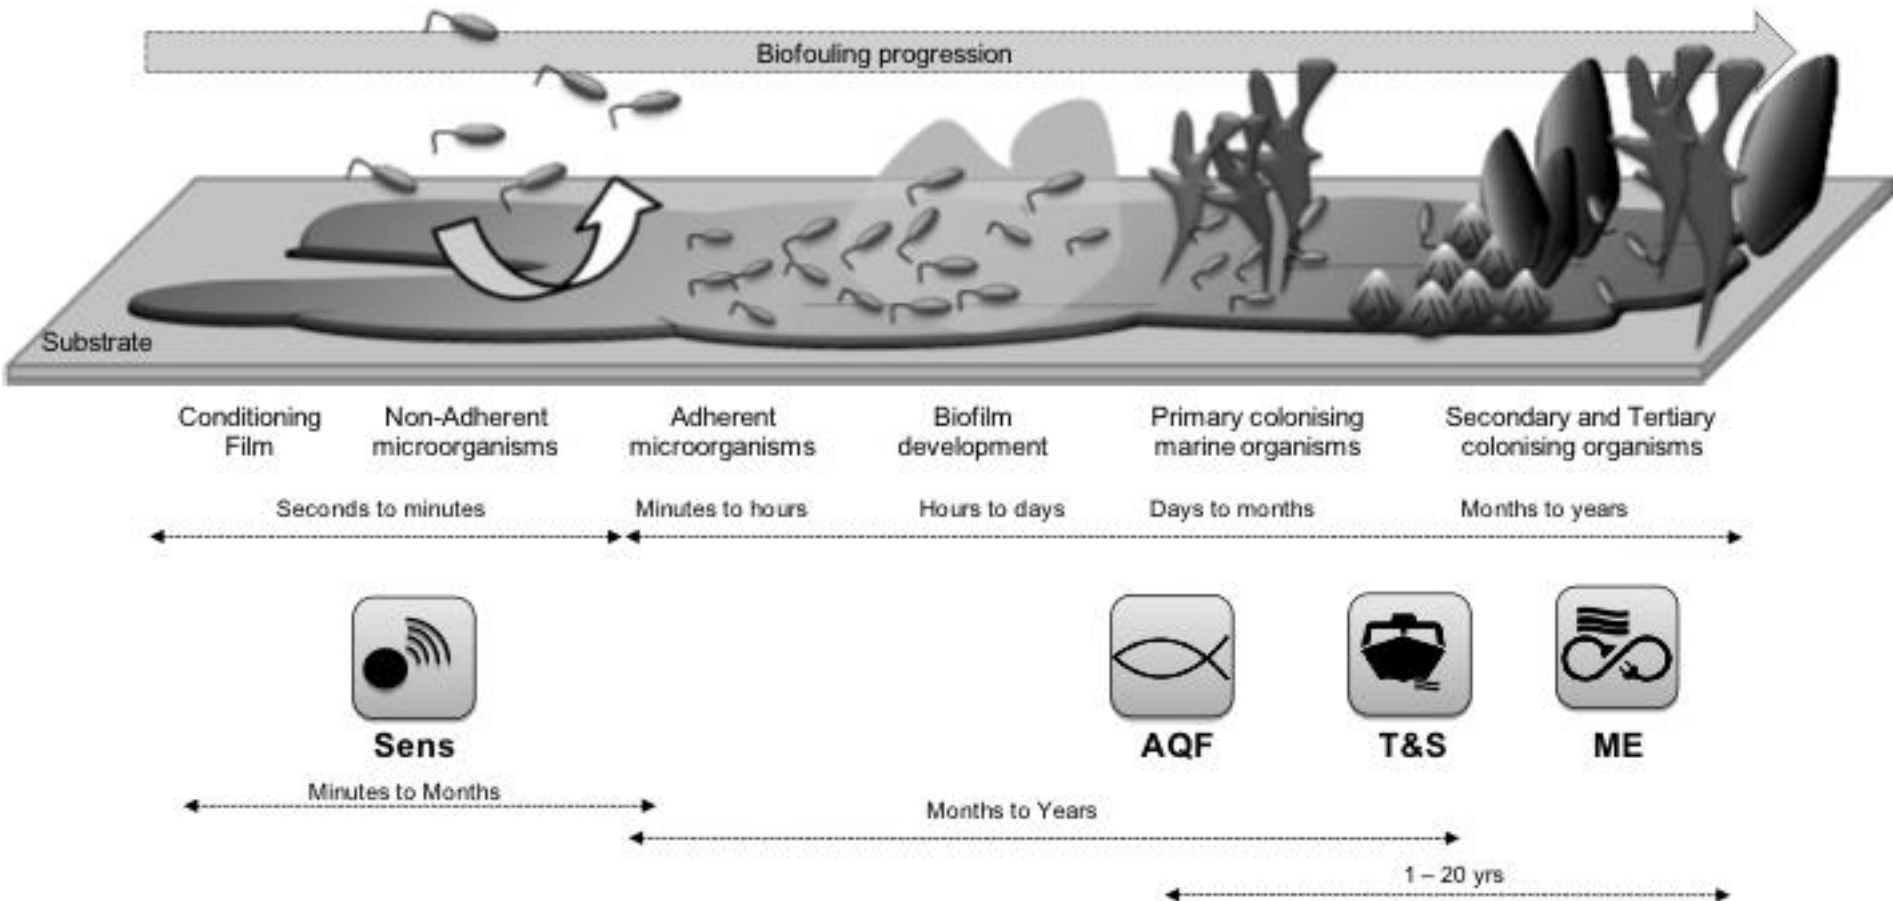 Biofouling progression
Substrate
Conditioning
Film
Non-Adherent
microorganisms
Adherent
microorganisms
Biofilm
development
Primary colonising
marine organisms
Secondary and Tertiary
colonising organisms
Seconds to minutes
Minutes to hours
Hours to days
Days to months
Months to years
Sens
AQF
T&S
ME
Minutes to Months
Months to Years
1 – 20 yrs